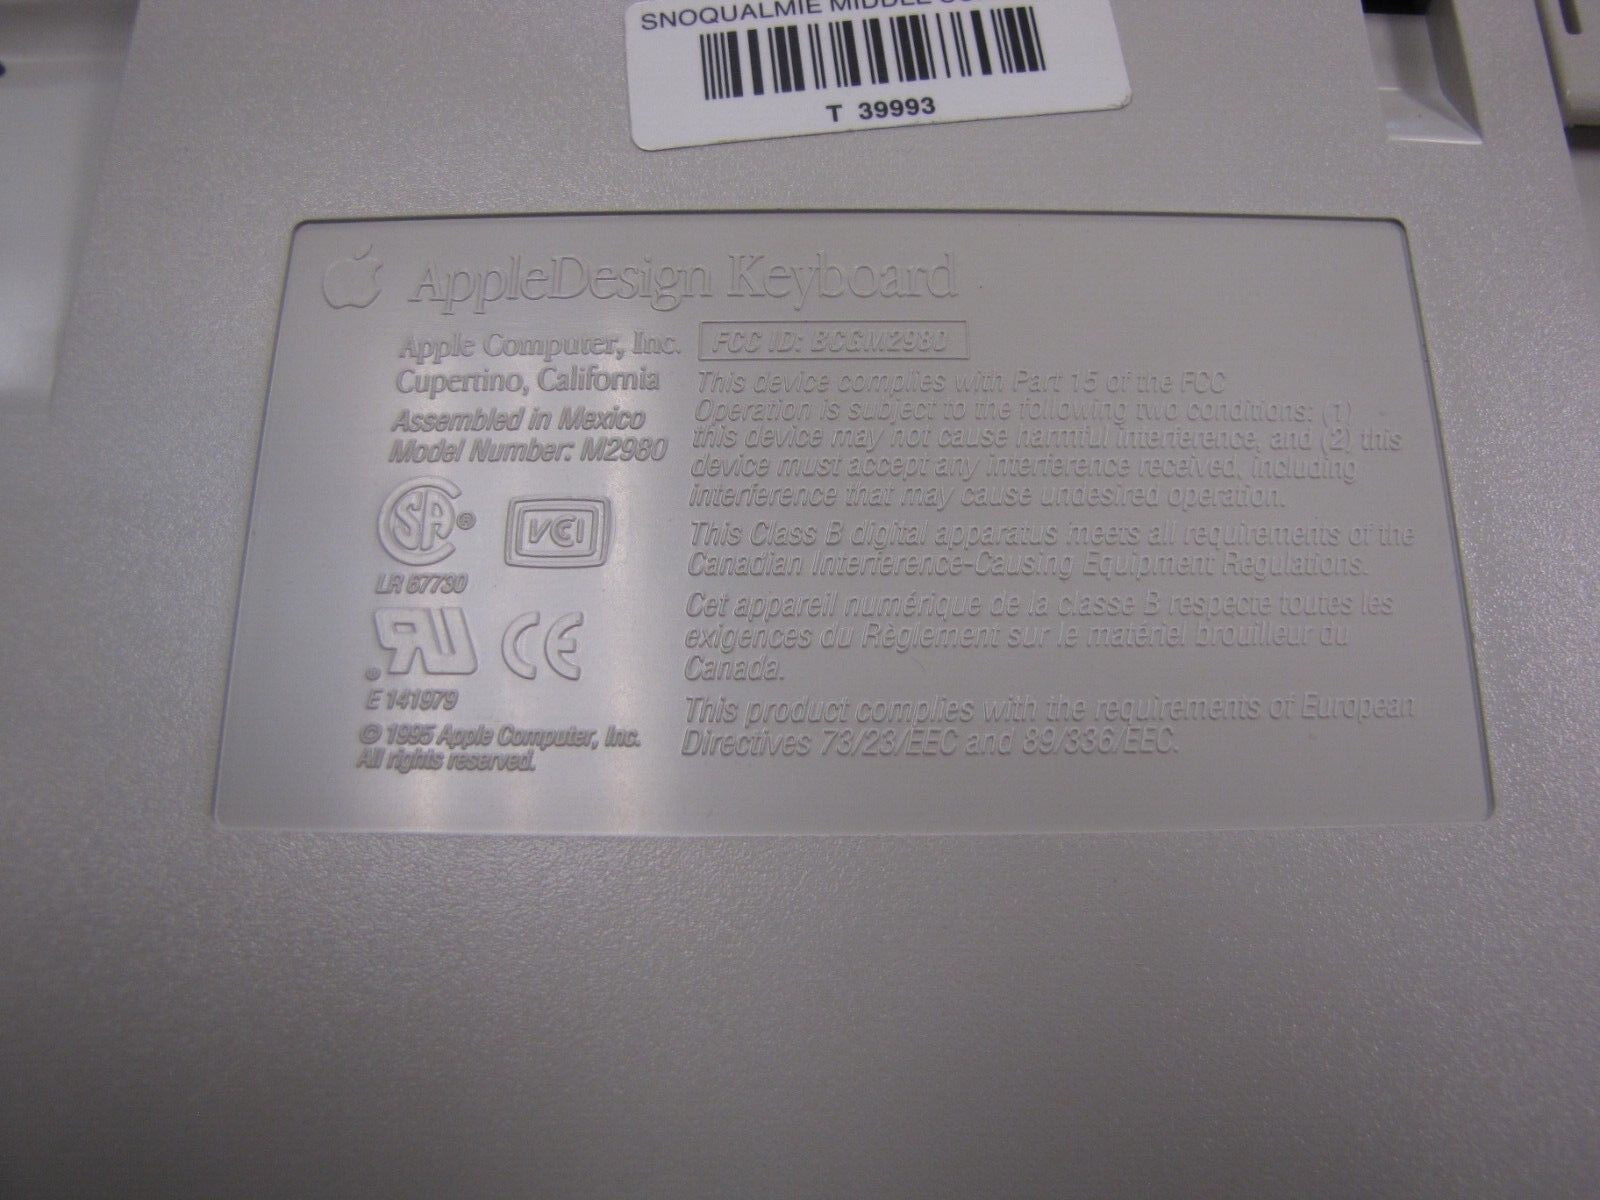 SNOQUALMIE MIDDLE
T 39993
AppleDesign Keyboard
Apple Computer, Inc.
Cupertino, California
Assembled in Mexico
Model Number: M2980
SA®
VCI
LR 67730
E 141979
CE
© 1995 Apple Computer, Inc.
All rights reserved.
FCC ID: BCGM2980
This device complies with Part 15 of the FCC
Operation is subject to the following two conditions: (1)
this device may not cause harmful interference, and (2) this
device must accept any interference received, including
interference that may cause undesired operation.
This Class B digital apparatus meets all requirements of the
Canadian Interference-Causing Equipment Regulations.
Cet appareil numérique de la classe B respecte toutes les
exigences du Règlement sur le matériel brouilleur du
Canada.
This product complies with the requirements of European
Directives 73/23/EEC and 89/336/EEC.